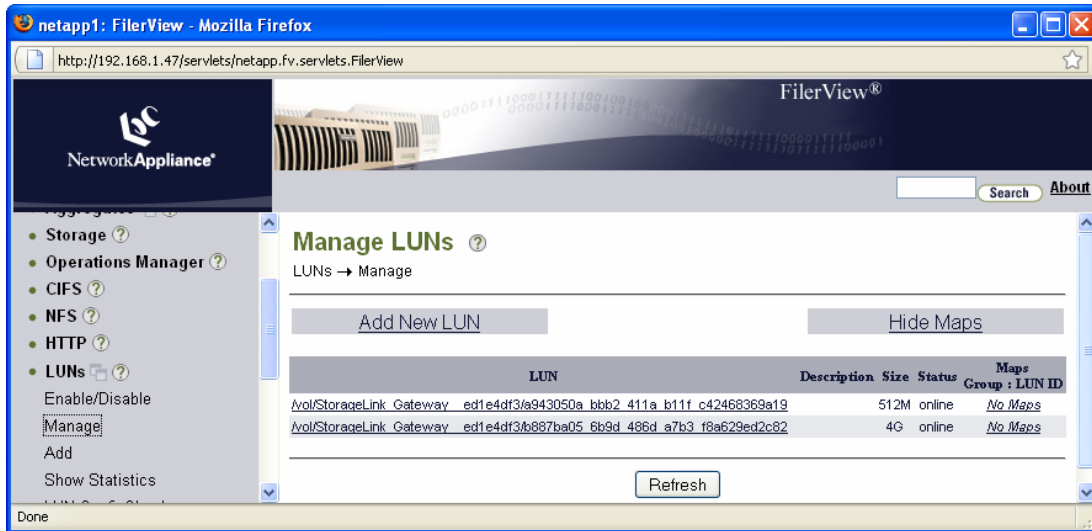 netapp1: FilerView - Mozilla Firefox
http://192.168.1.47/servlets/netapp.fv.servlets.FilerView
NetworkAppliance®
FilerView®
Search About
Aggregates
Storage
Operations Manager
CIFS
NFS
HTTP
LUNs
Enable/Disable
Manage
Add
Show Statistics
Manage LUNs
LUNs → Manage
Add New LUN Hide Maps
LUN Description Size Status Maps Group : LUN ID
/vol/StorageLink_Gateway__ed1e4df3/a943050a_bbb2_411a_b11f_c42468369a19 512M online No Maps
/vol/StorageLink_Gateway__ed1e4df3/b887ba05_6b9d_486d_a7b3_f8a629ed2c82 4G online No Maps
Refresh
Done